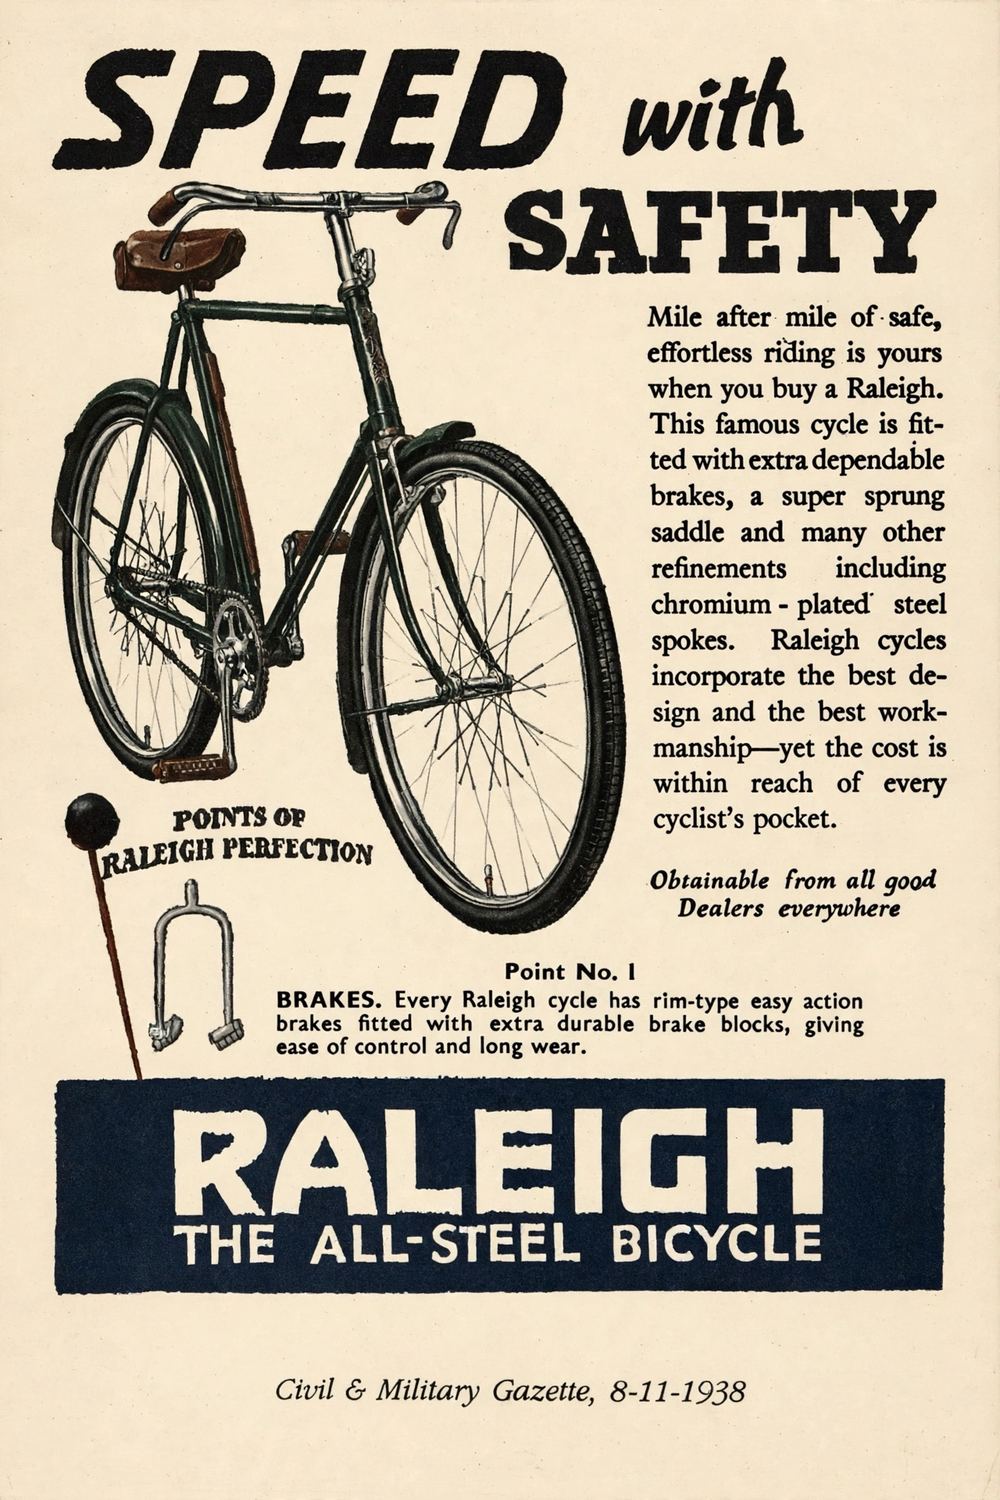 SPEED with
SAFETY
Mile after mile of safe,
effortless riding is yours
when you buy a Raleigh.
This famous cycle is fit-
ted with extra dependable
brakes, a super sprung
saddle and many other
refinements including
chromium - plated steel
spokes. Raleigh cycles
incorporate the best de-
sign and the best work-
manship—yet the cost is
within reach of every
cyclist's pocket.
Obtainable from all good
Dealers everywhere
POINTS OF
RALEIGH PERFECTION
Point No. 1
BRAKES. Every Raleigh cycle has rim-type easy action
brakes fitted with extra durable brake blocks, giving
ease of control and long wear.
RALEIGH
THE ALL-STEEL BICYCLE
Civil & Military Gazette, 8-11-1938